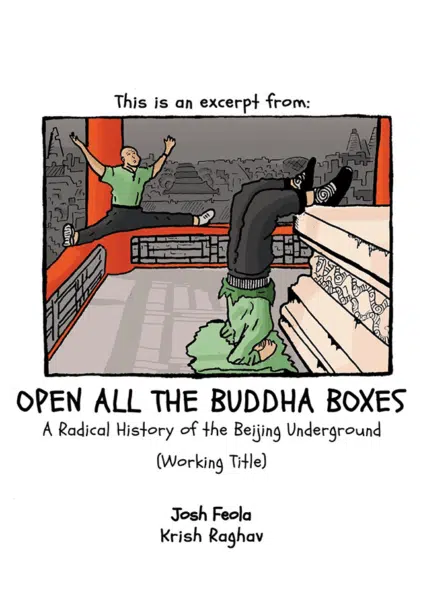 This is an excerpt from:
OPEN ALL THE BUDDHA BOXES
A Radical History of the Beijing Underground
(Working Title)
Josh Feola
Krish Raghav